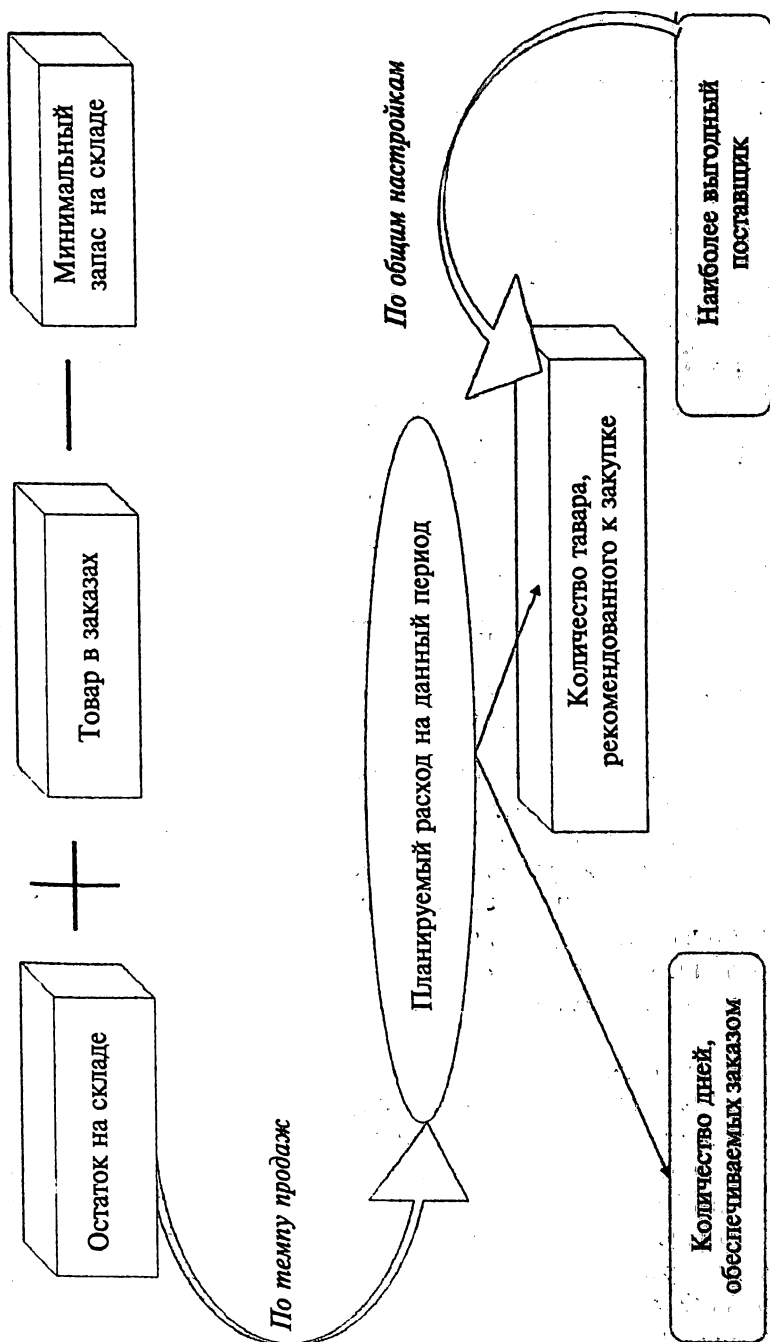 Остаток на складе
Товар в заказах
Минимальный
запас на складе
По темпу продаж
По общим настройкам
Планируемый расход на данный период
Количество тавара,
рекомендованного к закупке
Количество дней,
обеспечиваемых заказом
Наиболее выгодный
поставщик